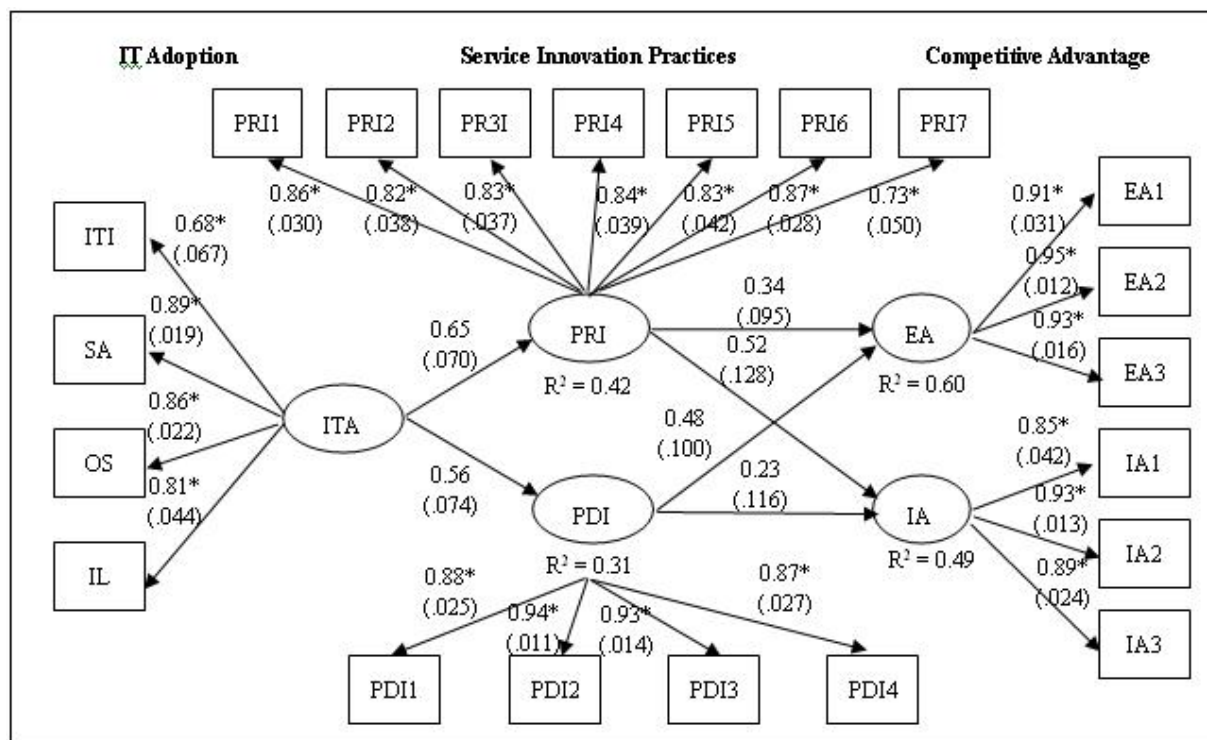 IT Adoption
Service Innovation Practices
Competitive Advantage
PRI1
PRI2
PR3I
PRI4
PRI5
PRI6
PRI7
0.86*
(.030)
0.82*
(.038)
0.83*
(.037)
0.84*
(.039)
0.83*
(.042)
0.87*
(.028)
0.73*
(.050)
ITI
SA
OS
IL
0.68*
(.067)
0.89*
(.019)
0.86*
(.022)
0.81*
(.044)
ITA
0.65
(.070)
0.56
(.074)
PRI
R² = 0.42
PDI
R² = 0.31
0.34
(.095)
0.52
(.128)
0.48
(.100)
0.23
(.116)
EA
R² = 0.60
IA
R² = 0.49
0.91*
(.031)
0.95*
(.012)
0.93*
(.016)
EA1
EA2
EA3
0.85*
(.042)
0.93*
(.013)
0.89*
(.024)
IA1
IA2
IA3
0.88*
(.025)
0.94*
(.011)
0.93*
(.014)
0.87*
(.027)
PDI1
PDI2
PDI3
PDI4